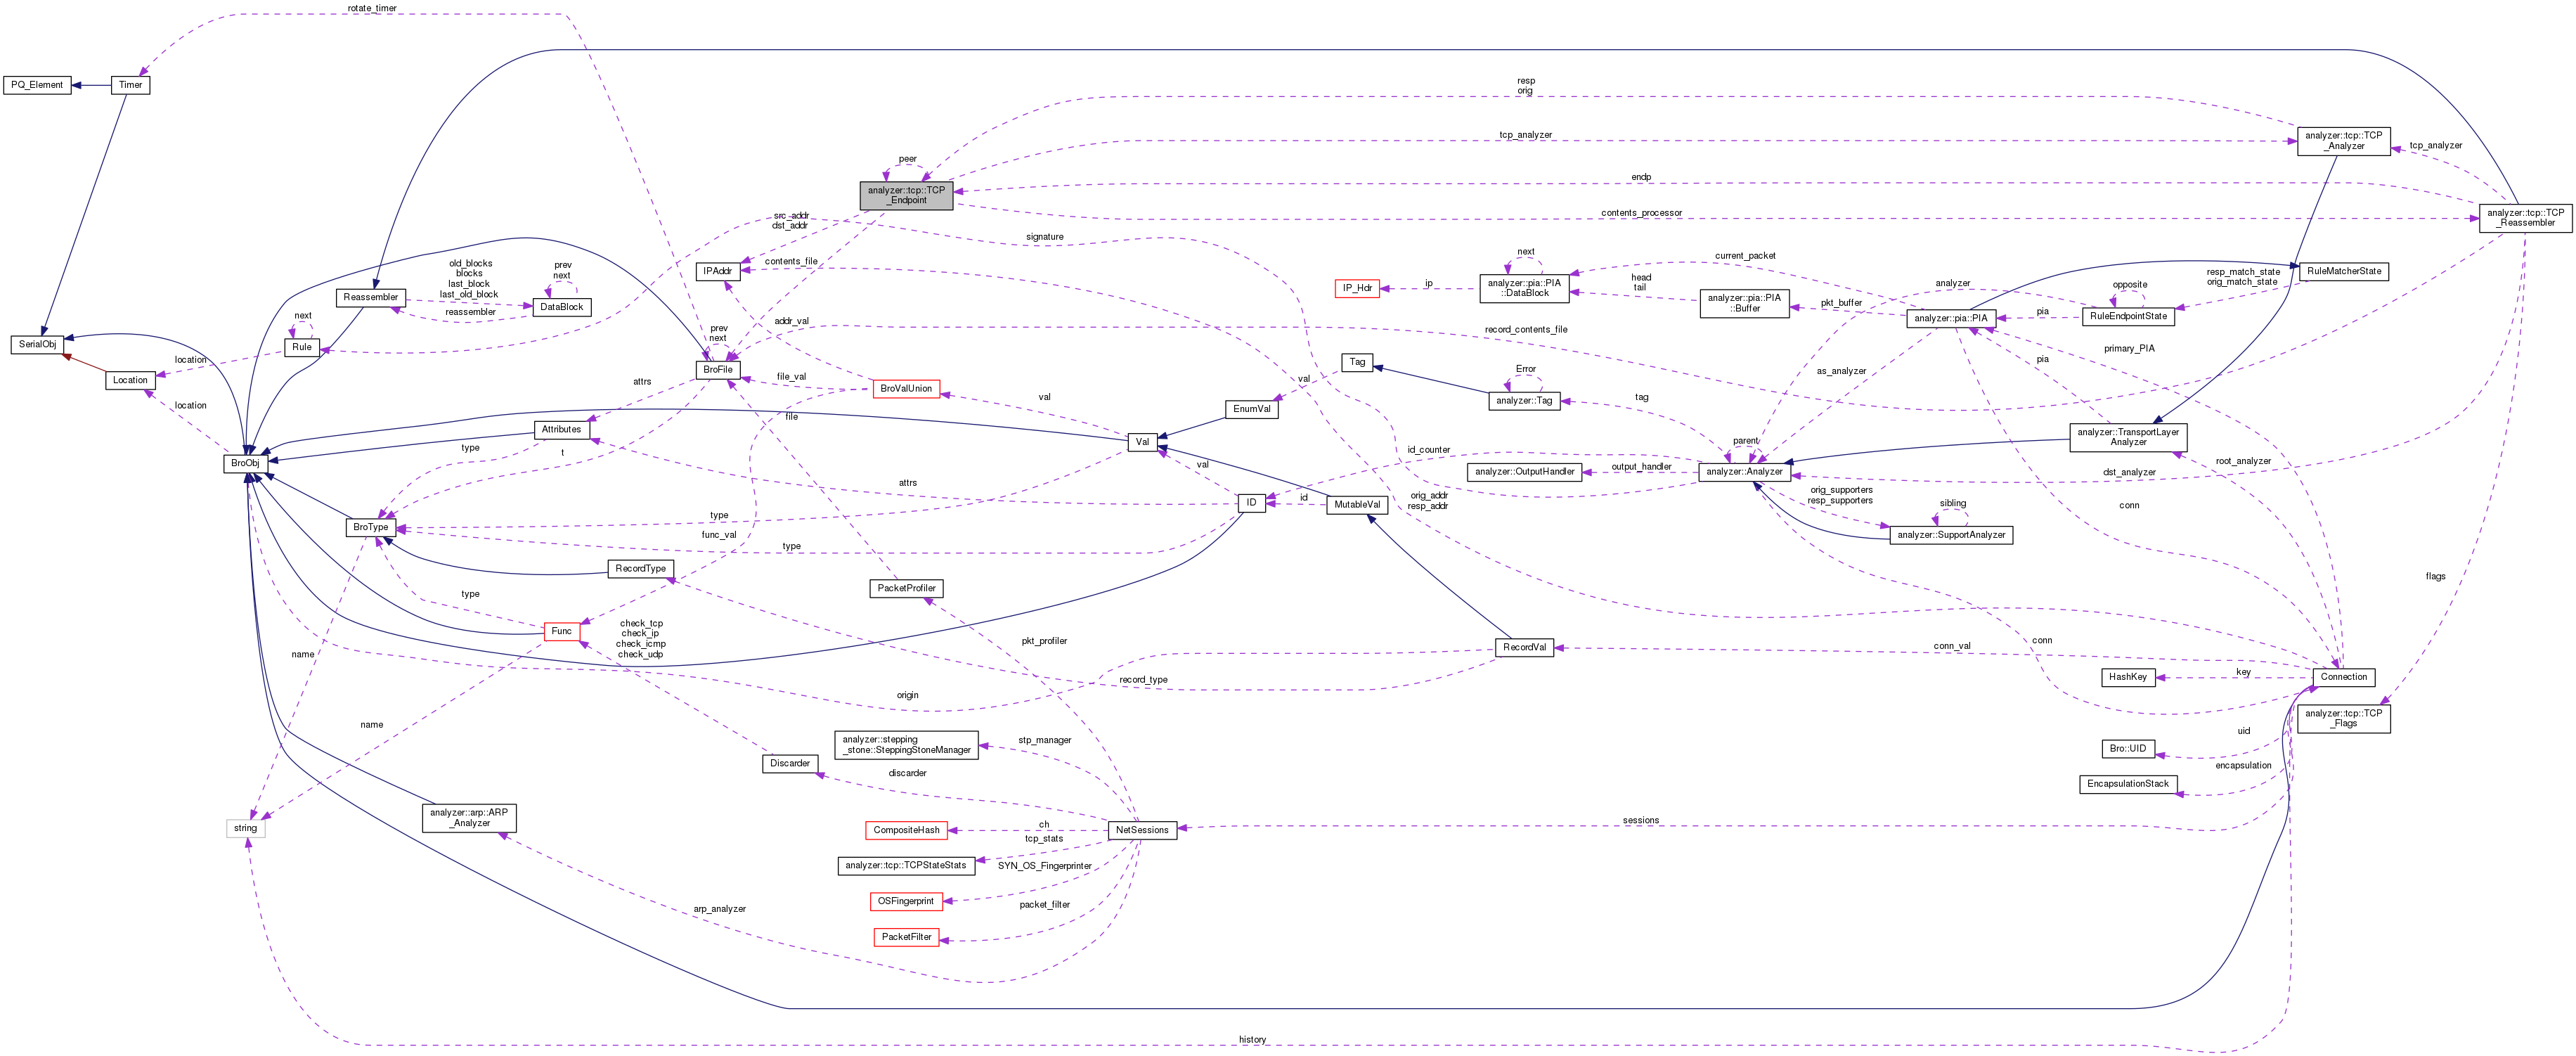 rotate_timer
PQ_Element
Timer
resp
orig
analyzer::tcp::TCP
_Analyzer
tcp_analyzer
tcp_analyzer
peer
analyzer::tcp::TCP
_Endpoint
endp
contents_processor
analyzer::tcp::TCP
_Reassembler
src_addr
dst_addr
signature
contents_file
IPAddr
old_blocks
blocks
last_block
last_old_block
prev
next
Reassembler
DataBlock
reassembler
next
Rule
SerialObj
location
Location
location
prev
next
BroFile
addr_val
file_val
BroValUnion
attrs
file
val
record_contents_file
val
current_packet
next
analyzer::pia::PIA
::DataBlock
ip
IP_Hdr
head
tail
analyzer::pia::PIA
::Buffer
pkt_buffer
analyzer::pia::PIA
analyzer
opposite
RuleEndpointState
pia
resp_match_state
orig_match_state
RuleMatcherState
primary_PIA
pia
as_analyzer
Tag
Error
analyzer::Tag
tag
EnumVal
Attributes
type
t
BroObj
Val
id_counter
parent
analyzer::Analyzer
analyzer::OutputHandler
output_handler
analyzer::TransportLayer
Analyzer
root_analyzer
dst_analyzer
attrs
val
ID
id
MutableVal
orig_addr
resp_addr
orig_supporters
resp_supporters
sibling
analyzer::SupportAnalyzer
conn
BroType
type
func_val
type
RecordType
PacketProfiler
flags
type
Func
check_tcp
check_ip
check_icmp
check_udp
name
pkt_profiler
RecordVal
conn_val
conn
Connection
record_type
origin
key
HashKey
name
analyzer::tcp::TCP
_Flags
analyzer::stepping
_stone::SteppingStoneManager
stp_manager
uid
Bro::UID
Discarder
discarder
encapsulation
EncapsulationStack
analyzer::arp::ARP
_Analyzer
string
CompositeHash
ch
NetSessions
sessions
tcp_stats
analyzer::tcp::TCPStateStats
SYN_OS_Fingerprinter
OSFingerprint
packet_filter
arp_analyzer
PacketFilter
history